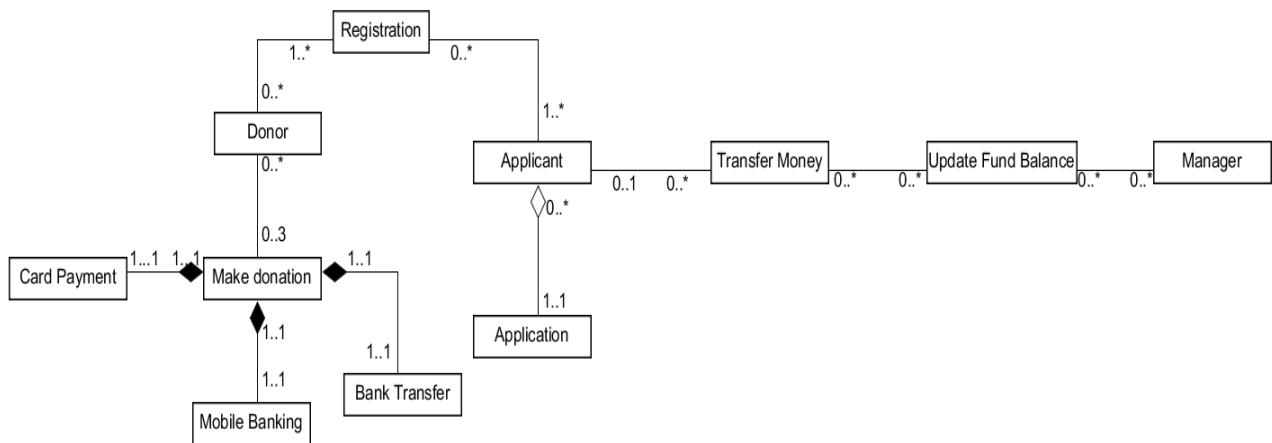 Registration
1..*
0..*
0..*
Donor
0..*
1..*
Applicant
Transfer Money
Update Fund Balance
Manager
0..1
0..*
0..*
0..*
0..*
0..*
0..*
0..3
Card Payment
1...1
1...1
Make donation
1..1
1..1
1..1
Application
1..1
1..1
Bank Transfer
Mobile Banking